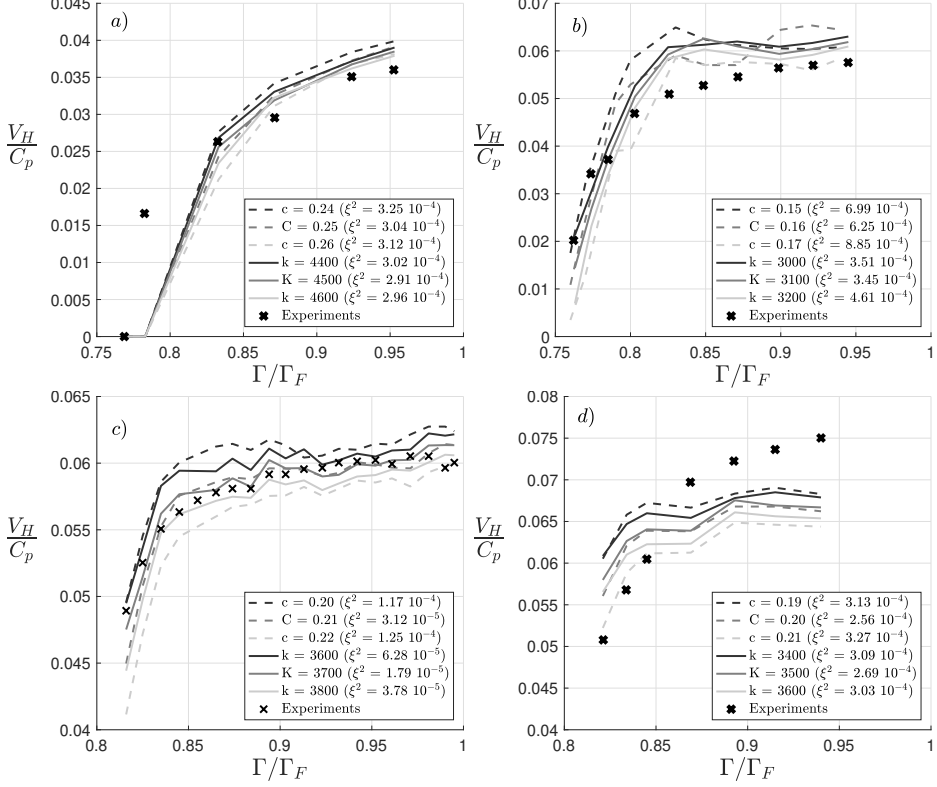 0.045
0.04
0.035
0.03
0.025
0.02
0.015
0.01
0.005
0
V_H
C_p
a)
c = 0.24 (ξ² = 3.25 10⁻⁴)
C = 0.25 (ξ² = 3.04 10⁻⁴)
c = 0.26 (ξ² = 3.12 10⁻⁴)
k = 4400 (ξ² = 3.02 10⁻⁴)
K = 4500 (ξ² = 2.91 10⁻⁴)
k = 4600 (ξ² = 2.96 10⁻⁴)
Experiments
0.75 0.8 0.85 0.9 0.95 1
Γ/Γ_F
0.07
0.06
0.05
0.04
0.03
0.02
0.01
0
V_H
C_p
b)
c = 0.15 (ξ² = 6.99 10⁻⁴)
C = 0.16 (ξ² = 6.25 10⁻⁴)
c = 0.17 (ξ² = 8.85 10⁻⁴)
k = 3000 (ξ² = 3.51 10⁻⁴)
K = 3100 (ξ² = 3.45 10⁻⁴)
k = 3200 (ξ² = 4.61 10⁻⁴)
Experiments
0.75 0.8 0.85 0.9 0.95 1
Γ/Γ_F
0.065
0.06
0.055
0.05
0.045
0.04
V_H
C_p
c)
c = 0.20 (ξ² = 1.17 10⁻⁴)
C = 0.21 (ξ² = 3.12 10⁻⁵)
c = 0.22 (ξ² = 1.25 10⁻⁴)
k = 3600 (ξ² = 6.28 10⁻⁵)
K = 3700 (ξ² = 1.79 10⁻⁵)
k = 3800 (ξ² = 3.78 10⁻⁵)
Experiments
0.8 0.85 0.9 0.95 1
Γ/Γ_F
0.08
0.075
0.07
0.065
0.06
0.055
0.05
0.045
0.04
V_H
C_p
d)
c = 0.19 (ξ² = 3.13 10⁻⁴)
C = 0.20 (ξ² = 2.56 10⁻⁴)
c = 0.21 (ξ² = 3.27 10⁻⁴)
k = 3400 (ξ² = 3.09 10⁻⁴)
K = 3500 (ξ² = 2.69 10⁻⁴)
k = 3600 (ξ² = 3.03 10⁻⁴)
Experiments
0.8 0.85 0.9 0.95 1
Γ/Γ_F